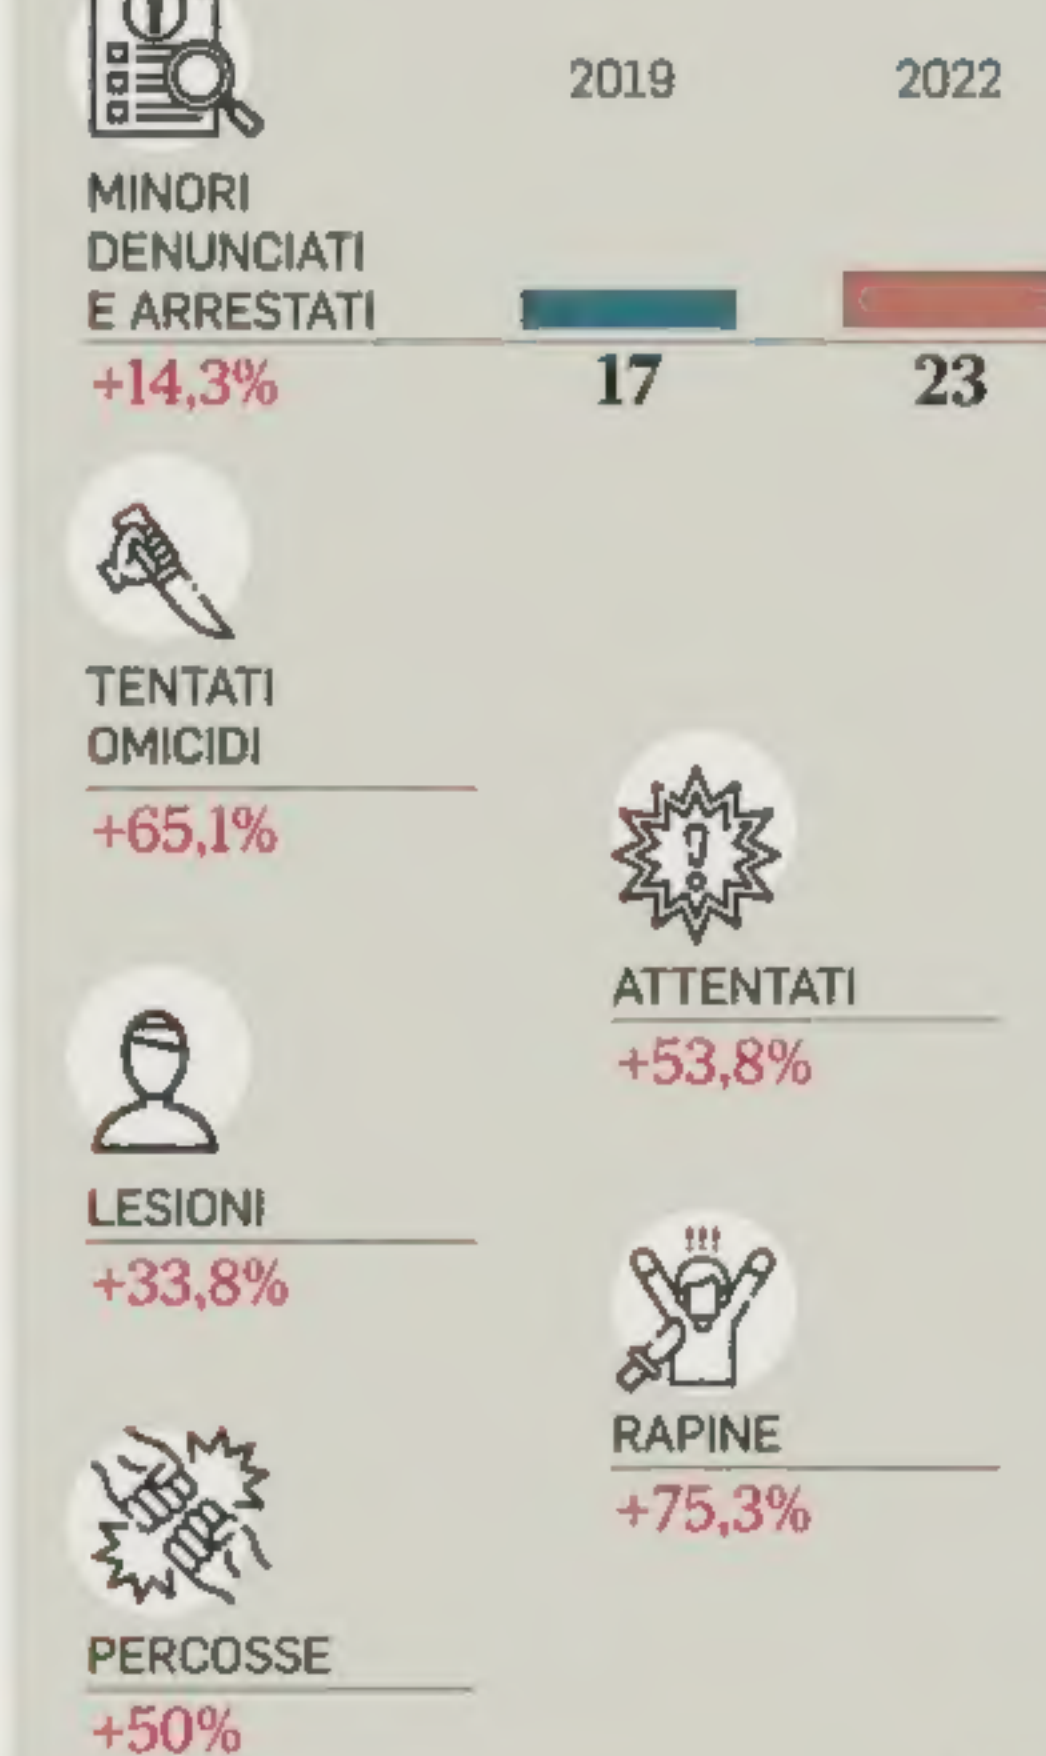 2019
2022
MINORI
DENUNCIATI
E ARRESTATI
+14,3%
17
23
TENTATI
OMICIDI
+65,1%
ATTENTATI
+53,8%
LESIONI
+33,8%
RAPINE
+75,3%
PERCOSSE
+50%